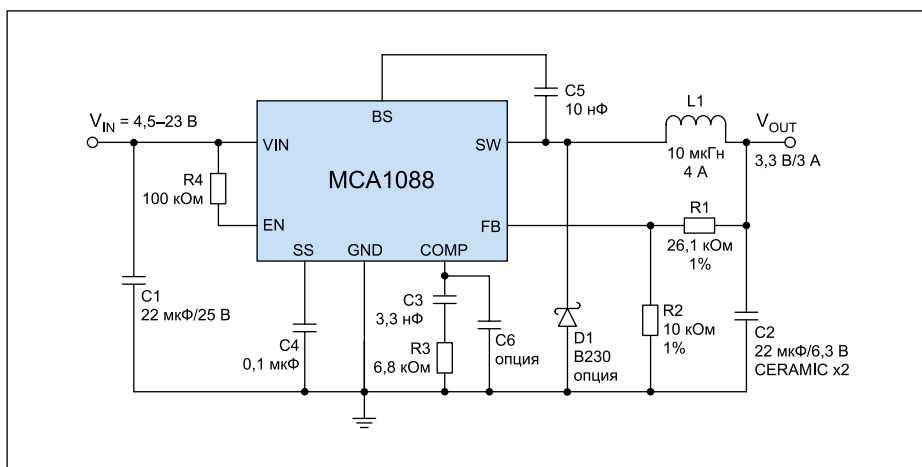 V_IN = 4,5–23 В
BS
C5
10 нФ
L1
10 мкГн
4 А
V_OUT
3,3 В/3 А
VIN
SW
MCA1088
R4
100 кОм
EN
FB
R1
26,1 кОм
1%
SS
GND
COMP
C1
22 мкФ/25 В
C4
0,1 мкФ
C3
3,3 нФ
R3
6,8 кОм
C6
опция
D1
B230
опция
R2
10 кОм
1%
C2
22 мкФ/6,3 В
CERAMIC x2